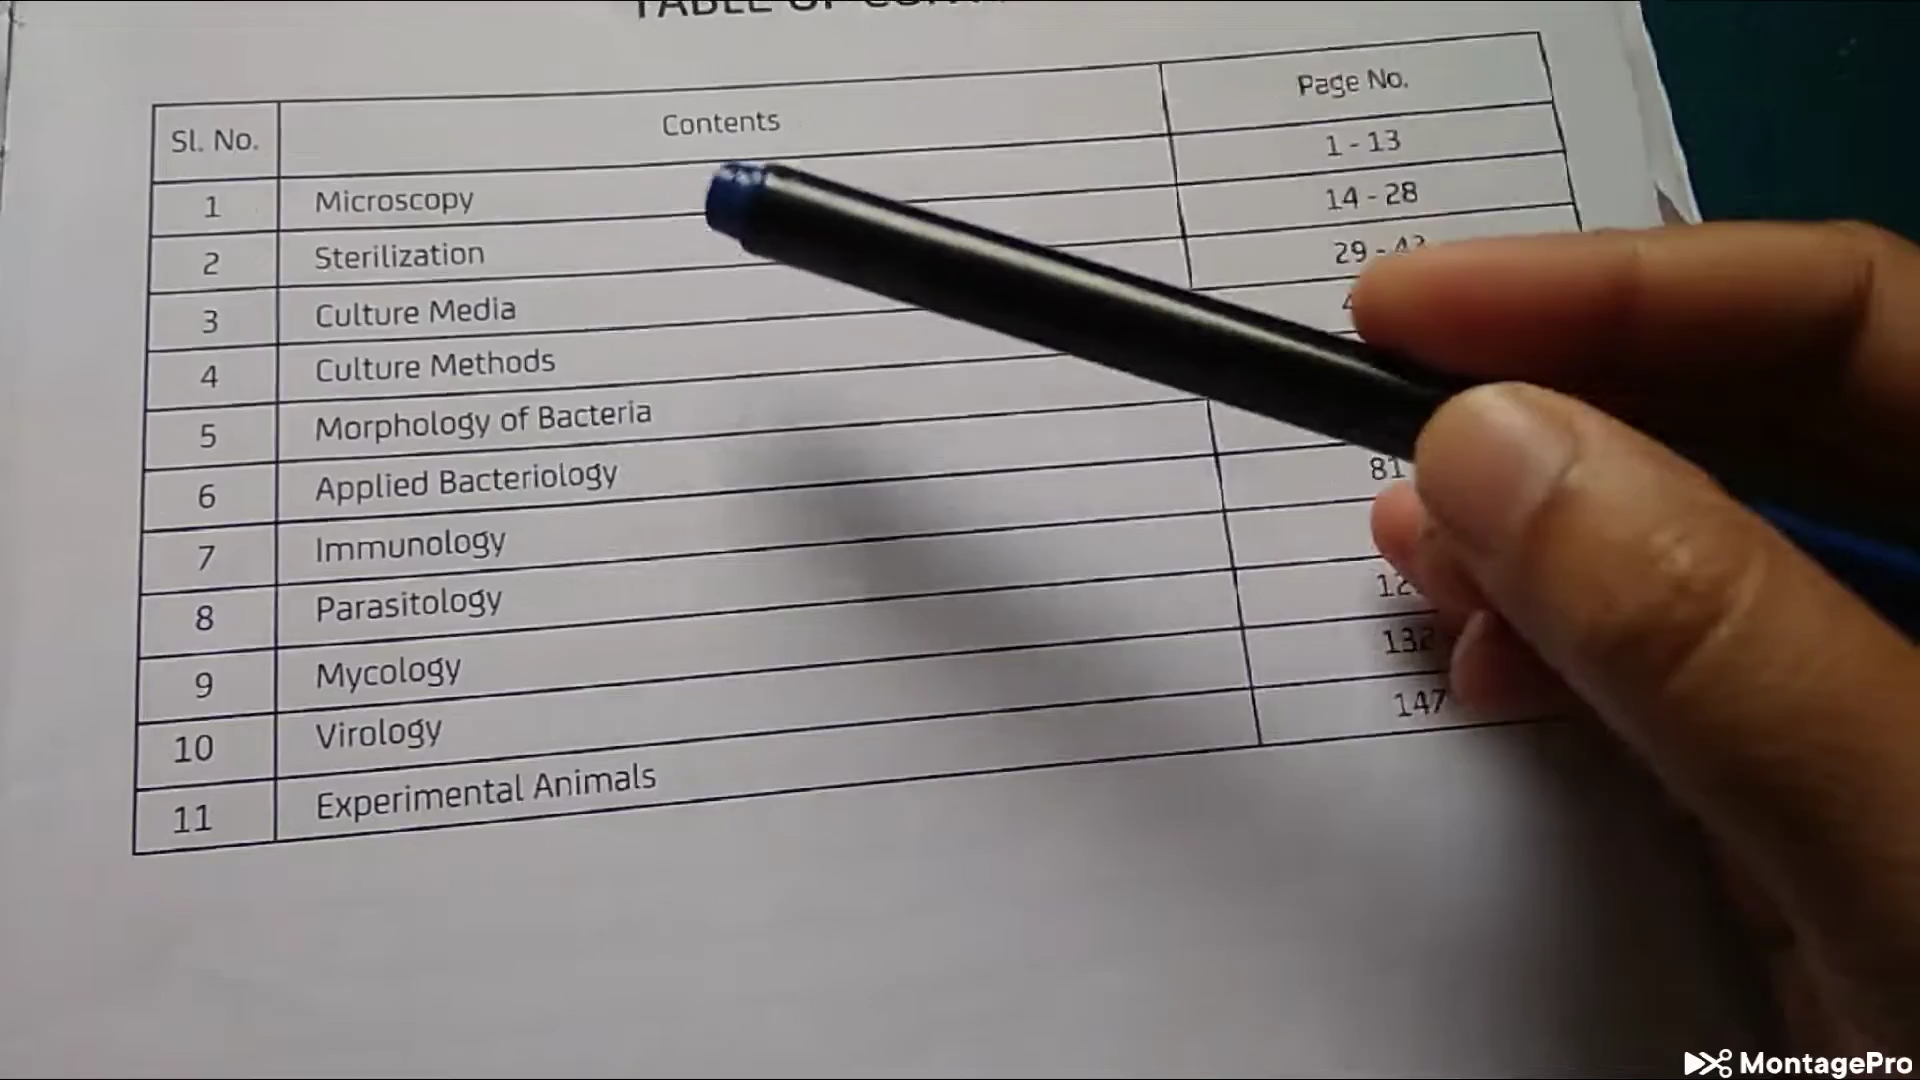 Sl. No. Contents Page No.
1 Microscopy 1 - 13
2 Sterilization 14 - 28
3 Culture Media 29 -
4 Culture Methods
5 Morphology of Bacteria
6 Applied Bacteriology
7 Immunology 81
8 Parasitology
9 Mycology
10 Virology 132
11 Experimental Animals 147
MontagePro